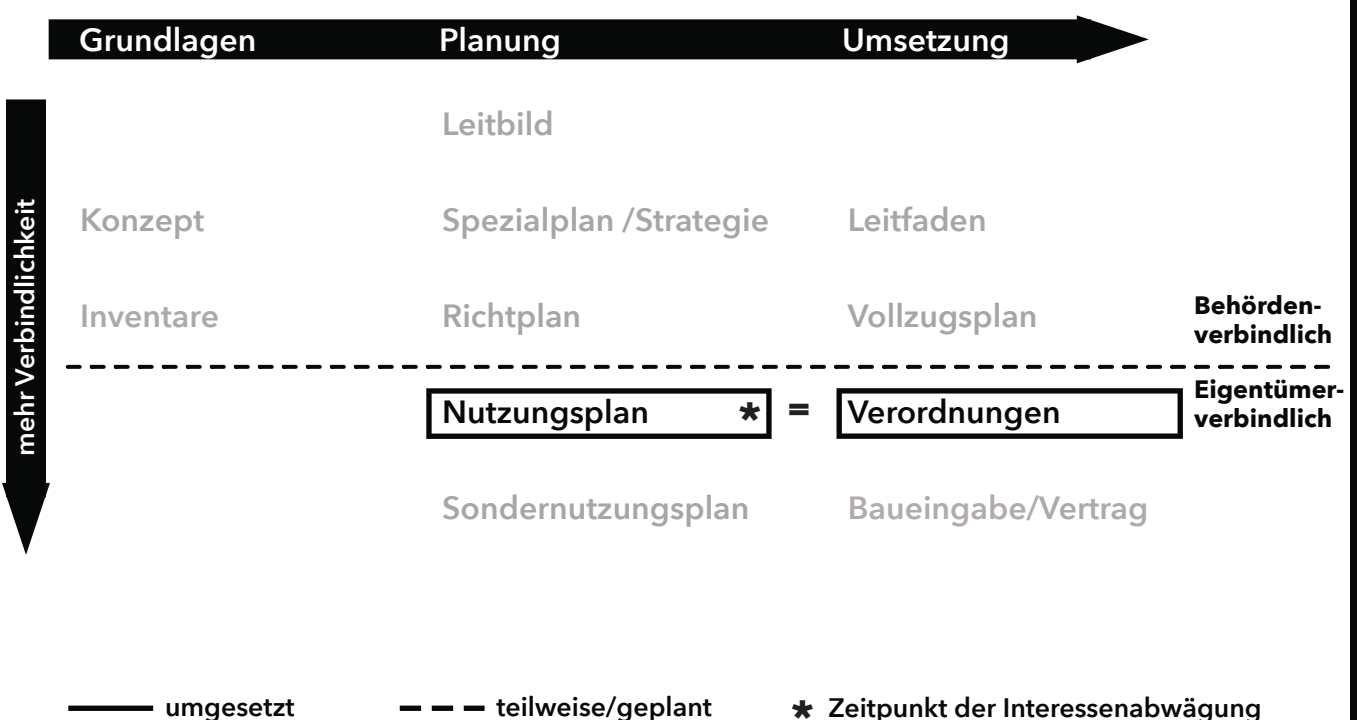 Grundlagen Planung Umsetzung
mehr Verbindlichkeit
Leitbild
Konzept Spezialplan /Strategie Leitfaden
Inventare Richtplan Vollzugsplan
Behörden-
verbindlich
Nutzungsplan * = Verordnungen
Eigentümer-
verbindlich
Sondernutzungsplan Baueingabe/Vertrag
umgesetzt teilweise/geplant * Zeitpunkt der Interessenabwägung